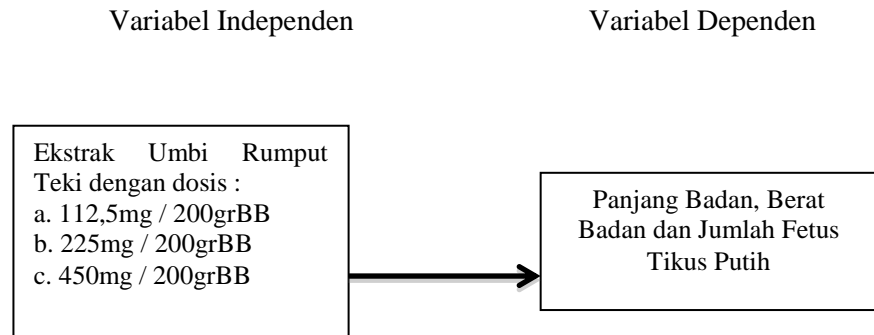 Variabel Independen
Variabel Dependen
Ekstrak Umbi Rumput
Teki dengan dosis :
a. 112,5mg / 200grBB
b. 225mg / 200grBB
c. 450mg / 200grBB
Panjang Badan, Berat
Badan dan Jumlah Fetus
Tikus Putih